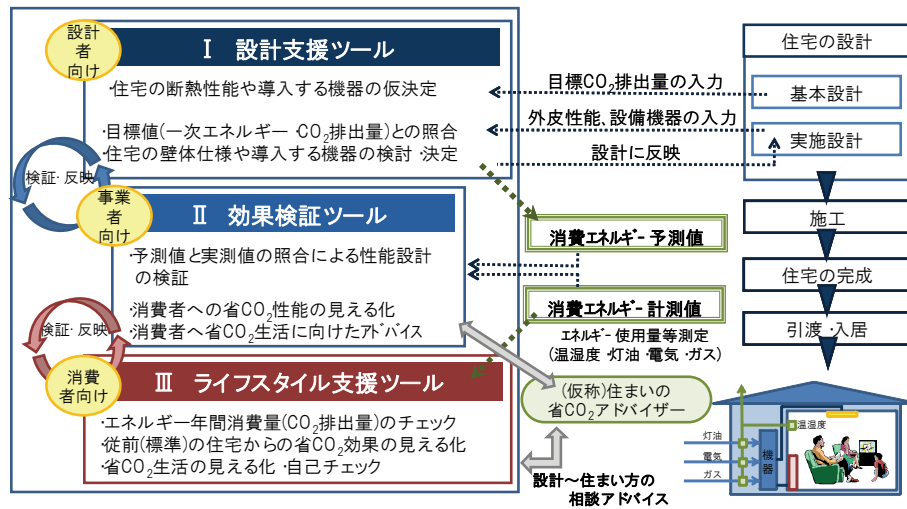 設計
者
向け
Ⅰ 設計支援ツール
・住宅の断熱性能や導入する機器の仮決定
・目標値(一次エネルギー・CO2排出量)との照合
・住宅の壁体仕様や導入する機器の検討・決定
検証・反映
事業
者
向け
Ⅱ 効果検証ツール
・予測値と実測値の照合による性能設計
の検証
・消費者への省CO2性能の見える化
・消費者へ省CO2生活に向けたアドバイス
検証・反映
消費
者向け
Ⅲ ライフスタイル支援ツール
・エネルギー年間消費量(CO2排出量)のチェック
・従前(標準)の住宅からの省CO2効果の見える化
・省CO2生活の見える化・自己チェック
目標CO2排出量の入力
外皮性能、設備機器の入力
設計に反映
消費エネルギー予測値
消費エネルギー計測値
エネルギー使用量等測定
(温湿度・灯油・電気・ガス)
(仮称)住まいの
省CO2アドバイザー
設計～住まい方の
相談アドバイス
住宅の設計
基本設計
実施設計
施工
住宅の完成
引渡・入居
温湿度
灯油
電気
ガス
機器